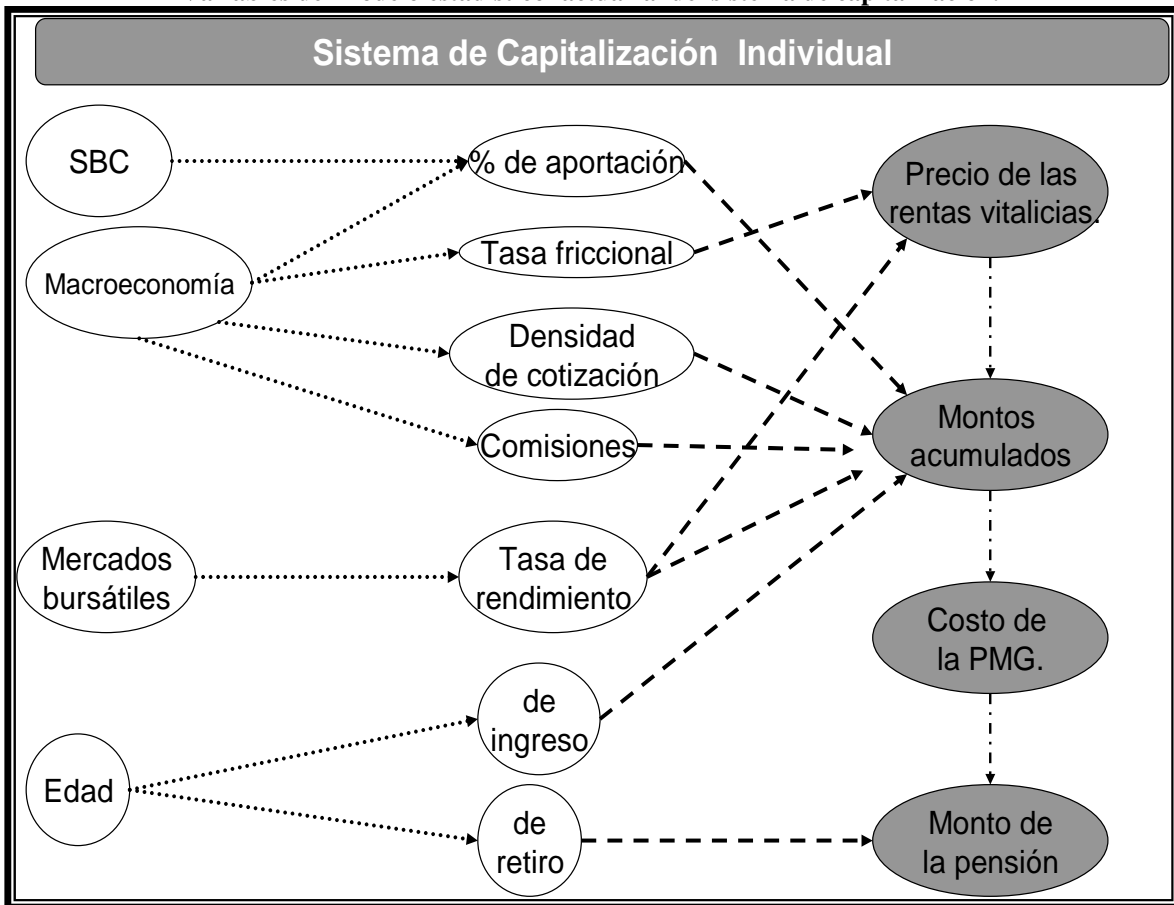 Sistema de Capitalización Individual
SBC
% de aportación
Precio de las
rentas vitalicias.
Macroeconomía
Tasa friccional
Densidad
de cotización
Montos
acumulados
Comisiones
Mercados
bursátiles
Tasa de
rendimiento
Costo de
la PMG.
de
ingreso
Edad
de
retiro
Monto de
la pensión